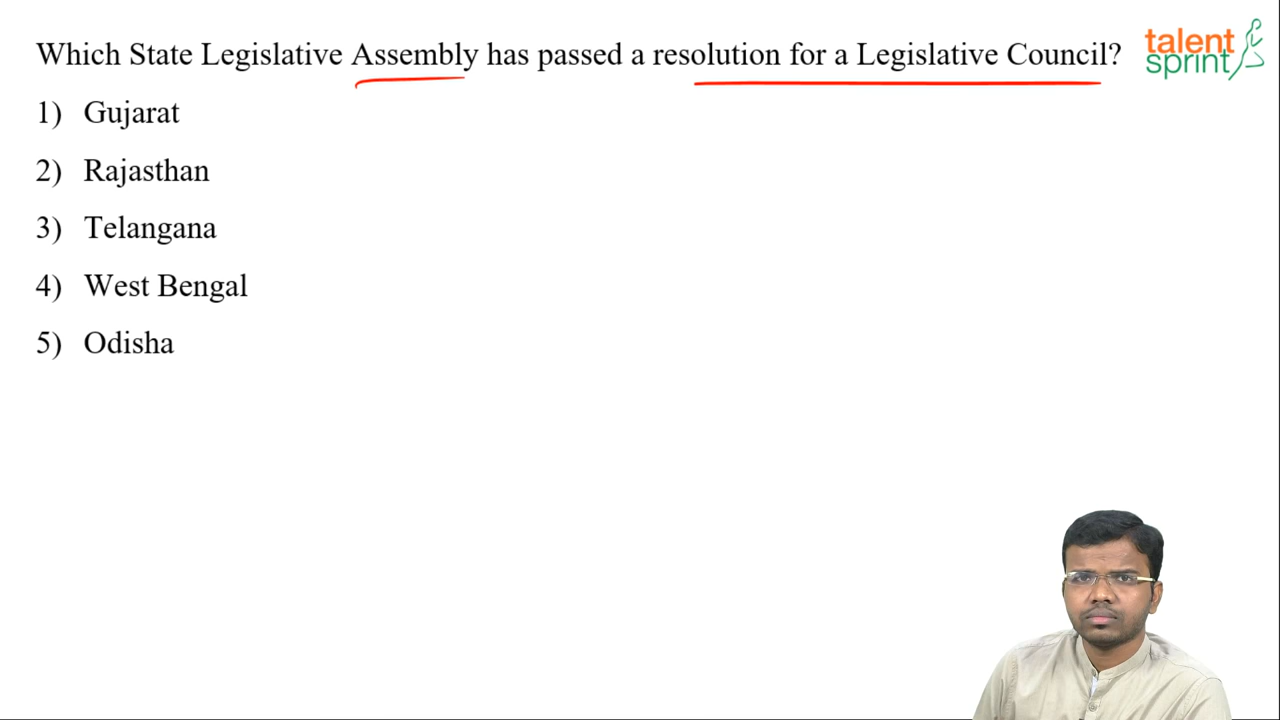 Which State Legislative Assembly has passed a resolution for a Legislative Council?
talent
sprint
1) Gujarat
2) Rajasthan
3) Telangana
4) West Bengal
5) Odisha